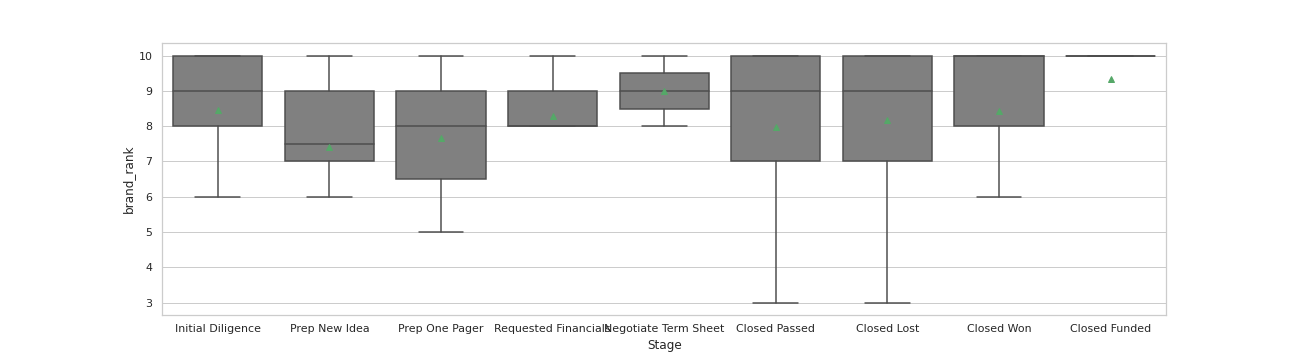 10
9
8
7
6
5
4
3
brand_rank
Initial Diligence Prep New Idea Prep One Pager Requested Financials Negotiate Term Sheet Closed Passed Closed Lost Closed Won Closed Funded
Stage